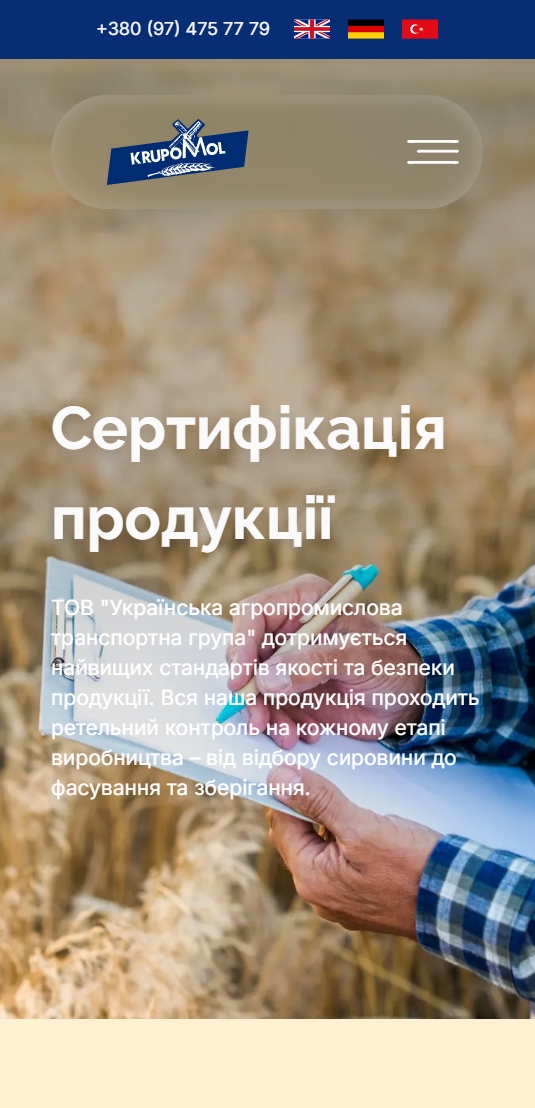 +380 (97) 475 77 79
KRUPOMOL
Сертифікація
продукції
ТОВ "Українська агропромислова
транспортна група" дотримується
найвищих стандартів якості та безпеки
продукції. Вся наша продукція проходить
ретельний контроль на кожному етапі
виробництва – від відбору сировини до
фасування та зберігання.